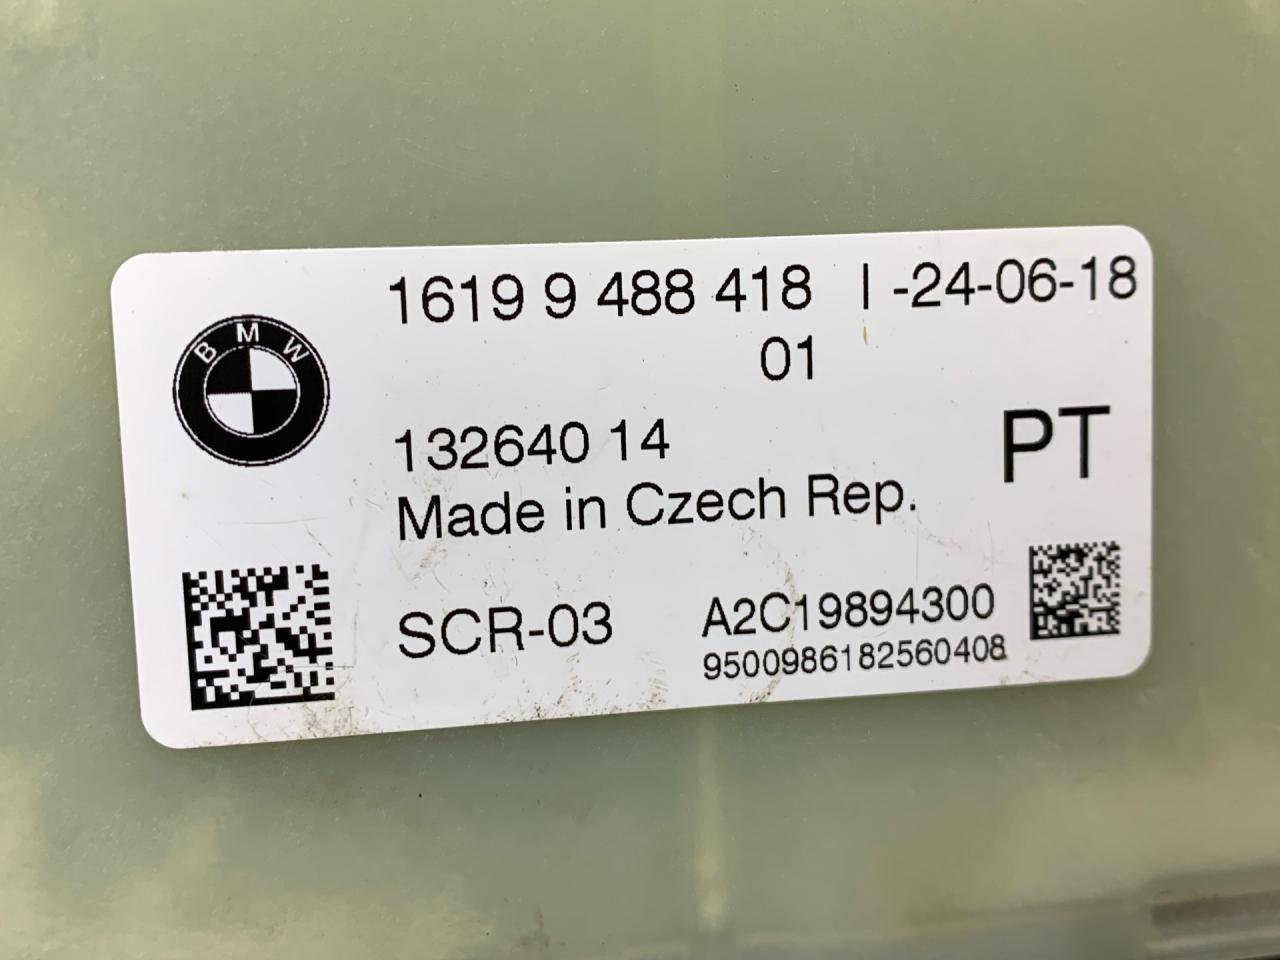 1619 9 488 418 I -24-06-18
01
BMW
132640 14
PT
Made in Czech Rep.
SCR-03
A2C19894300
9500986182560408